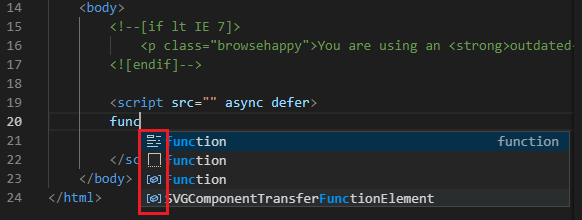 14 <body>
15 <!--[if lt IE 7]>
16 <p class="browsehappy">You are using an <strong>outdated
17 <![endif]-->
18
19 <script src="" async defer>
20 func
function function
21 function
22 </sc Function
23 </body> Function
24 </html> SVGComponentTransferFunctionElement